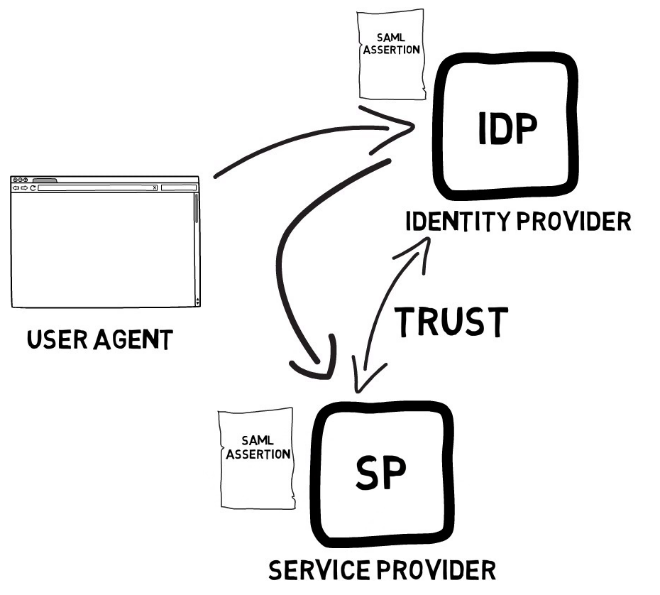 SAML
ASSERTION
IDP
IDENTITY PROVIDER
USER AGENT
TRUST
SAML
ASSERTION
SP
SERVICE PROVIDER